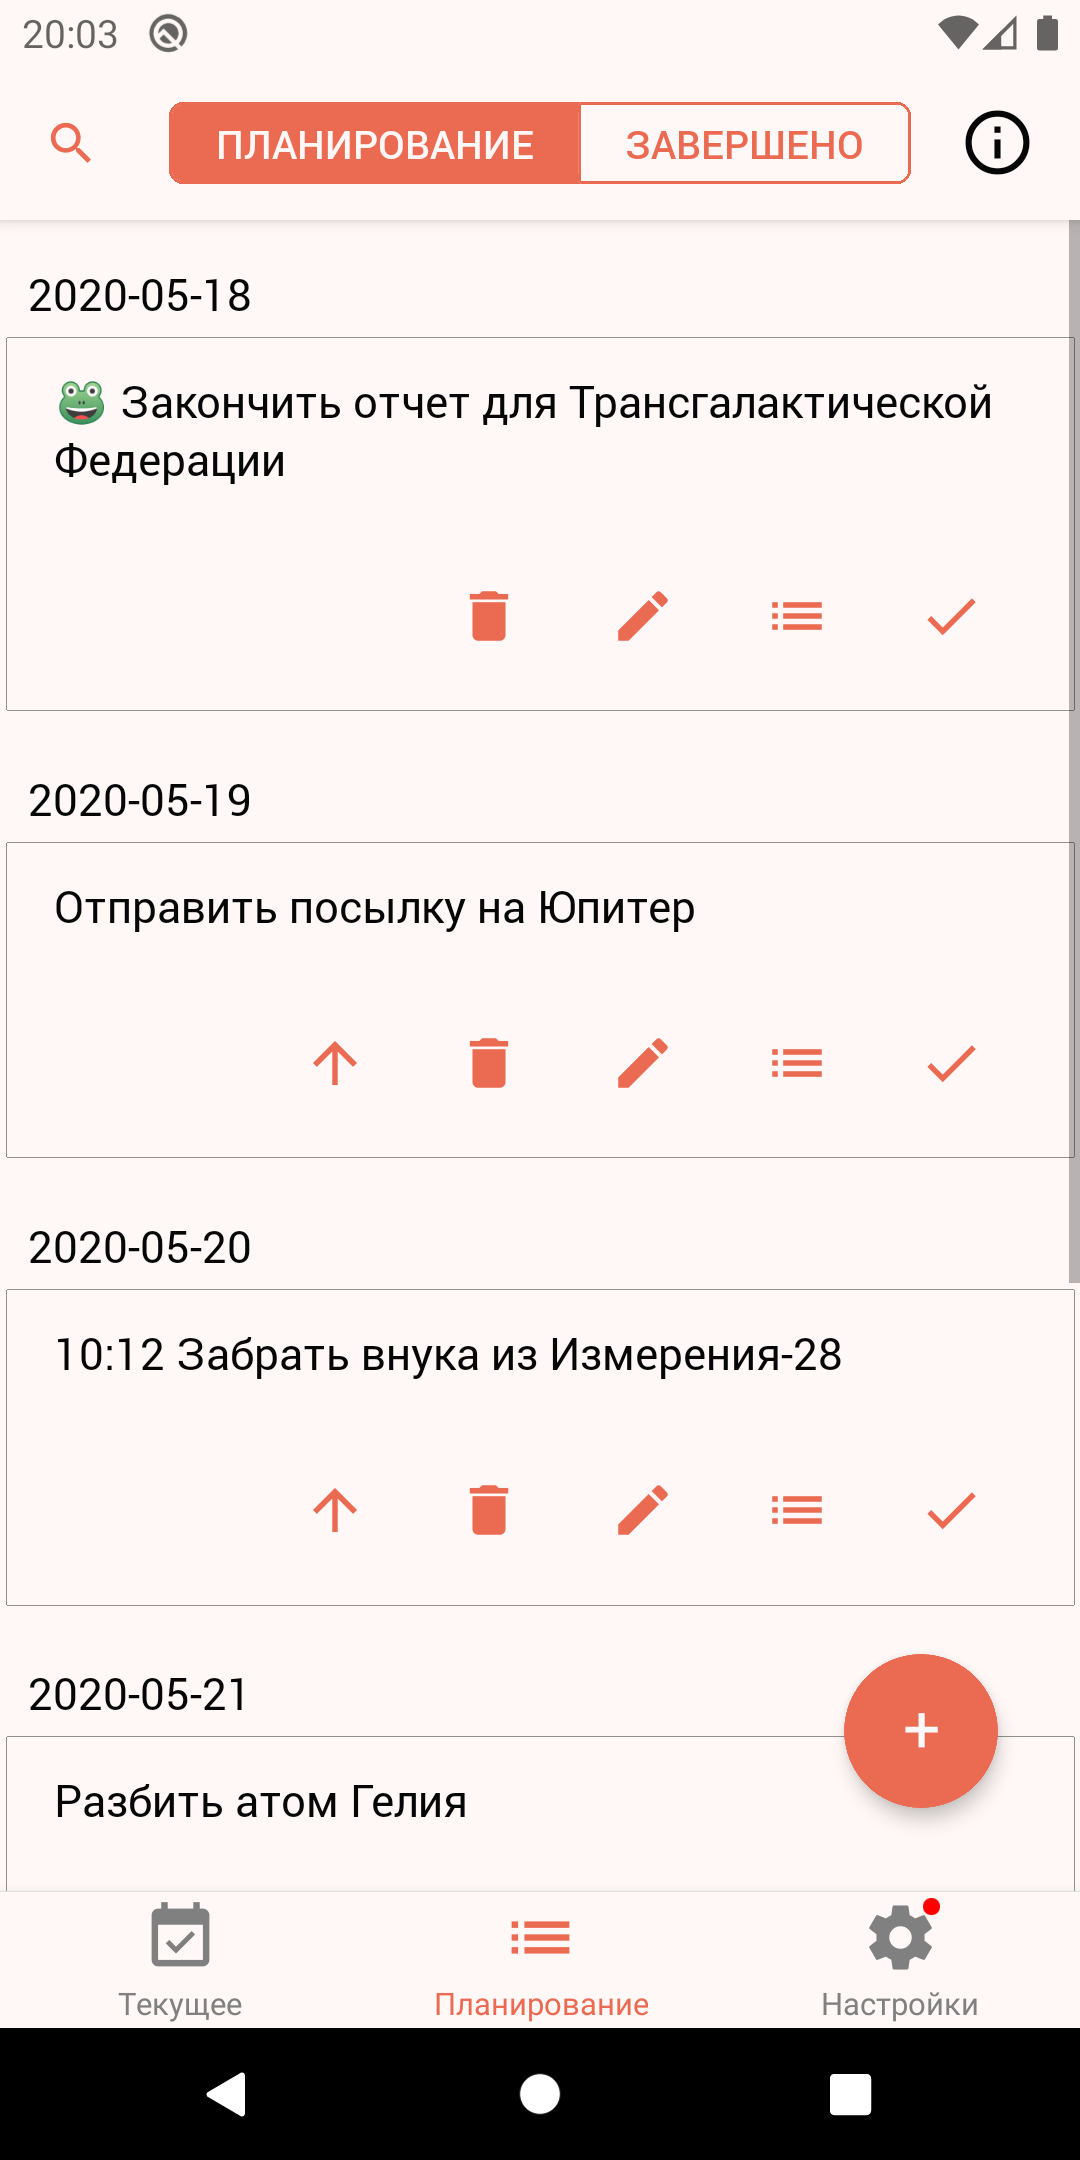 20:03
ПЛАНИРОВАНИЕ ЗАВЕРШЕНО
2020-05-18
🐸 Закончить отчет для Трансгалактической
Федерации
2020-05-19
Отправить посылку на Юпитер
2020-05-20
10:12 Забрать внука из Измерения-28
2020-05-21
Разбить атом Гелия
Текущее Планирование Настройки